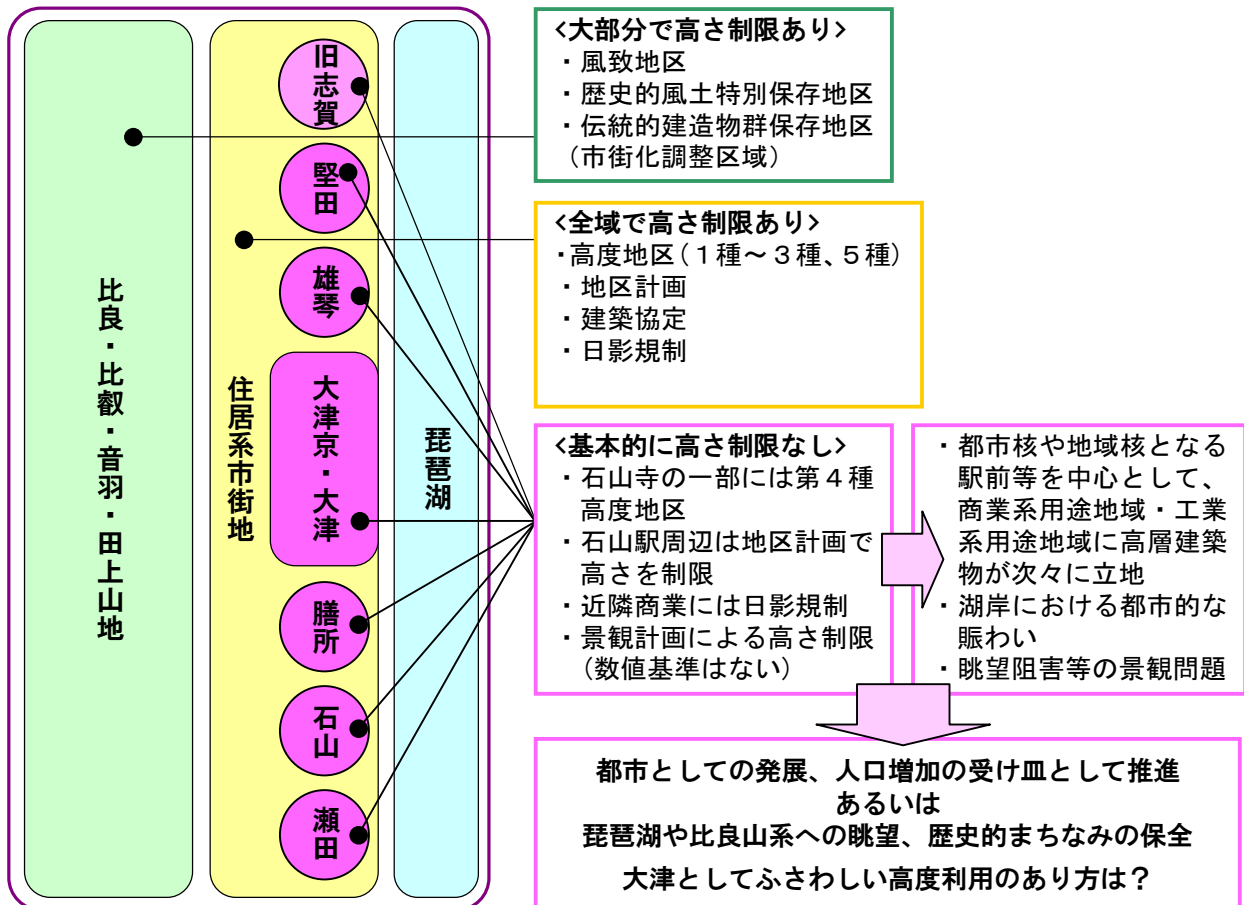 比良・比叡・音羽・田上山地
住居系市街地
旧志賀
堅田
雄琴
大津京・大津
膳所
石山
瀬田
琵琶湖
<大部分で高さ制限あり>
・風致地区
・歴史的風土特別保存地区
・伝統的建造物群保存地区
（市街化調整区域）
<全域で高さ制限あり>
・高度地区（１種～３種、５種）
・地区計画
・建築協定
・日影規制
<基本的に高さ制限なし>
・石山寺の一部には第４種
高度地区
・石山駅周辺は地区計画で
高さを制限
・近隣商業には日影規制
・景観計画による高さ制限
（数値基準はない）
・都市核や地域核となる
駅前等を中心として、
商業系用途地域・工業
系用途地域に高層建築
物が次々に立地
・湖岸における都市的な
賑わい
・眺望阻害等の景観問題
都市としての発展、人口増加の受け皿として推進
あるいは
琵琶湖や比良山系への眺望、歴史的まちなみの保全
大津としてふさわしい高度利用のあり方は？